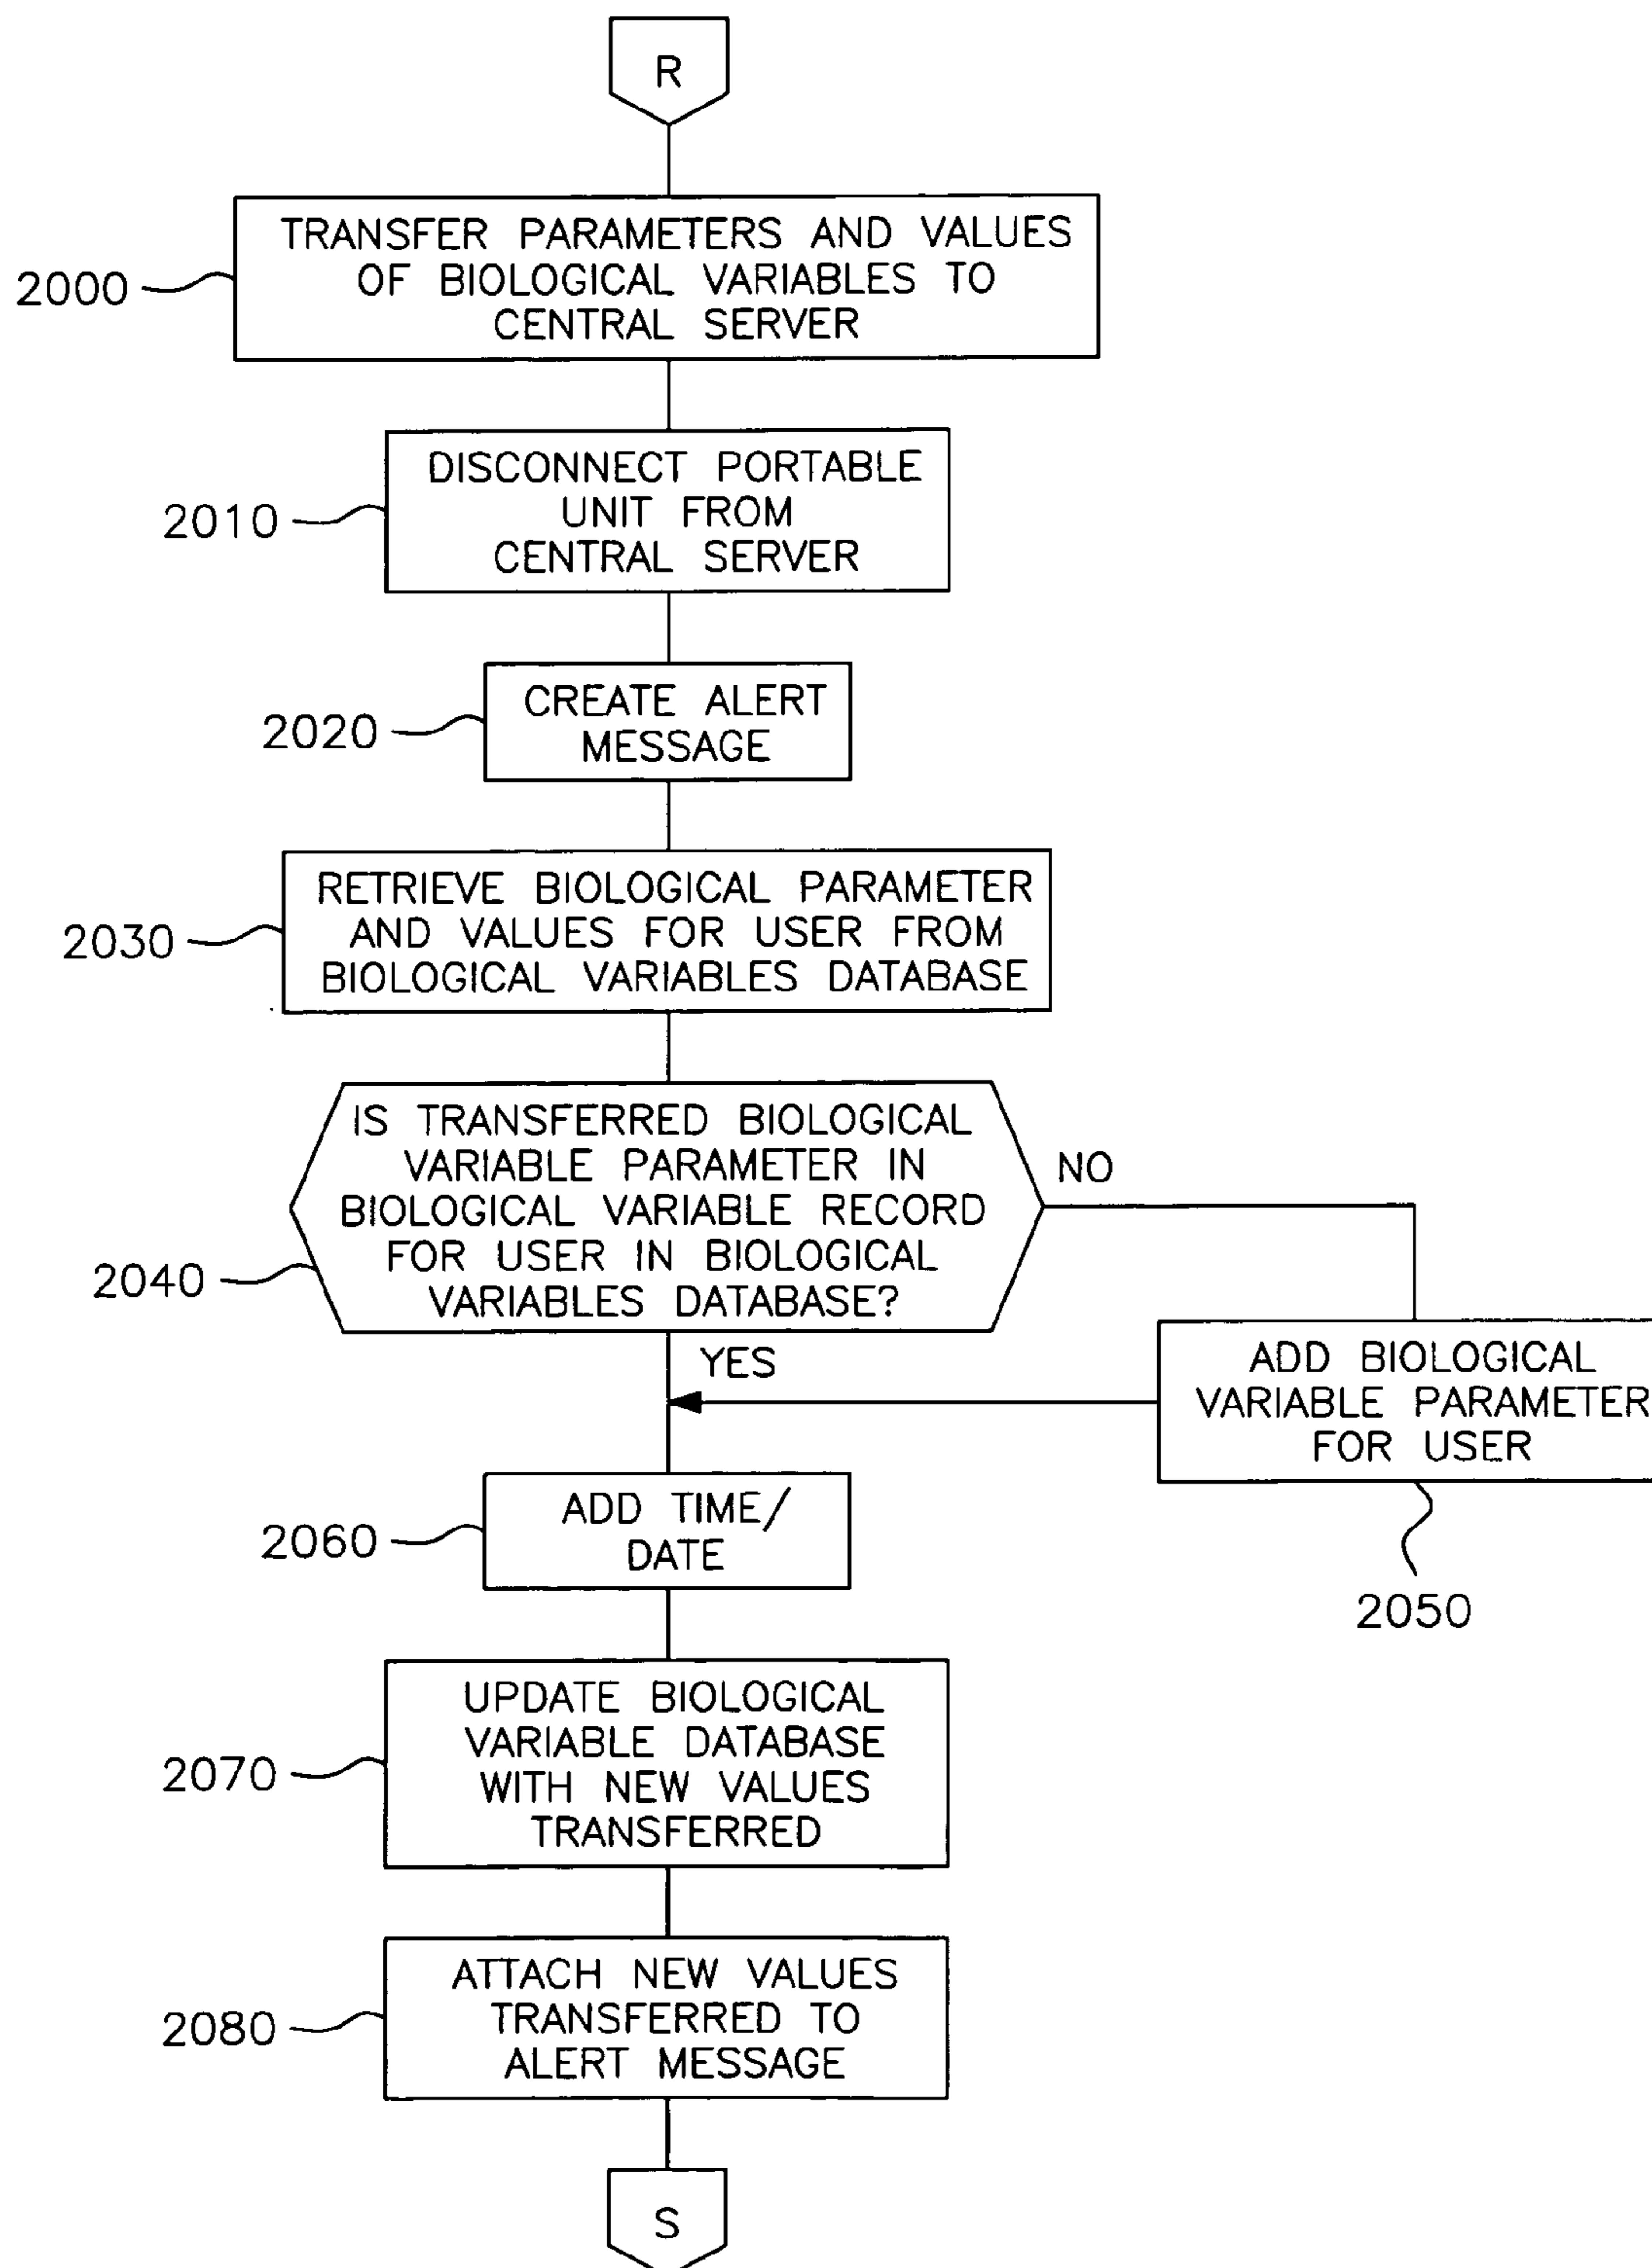 R
TRANSFER PARAMETERS AND VALUES
OF BIOLOGICAL VARIABLES TO
CENTRAL SERVER
2000
DISCONNECT PORTABLE
UNIT FROM
CENTRAL SERVER
2010
CREATE ALERT
MESSAGE
2020
RETRIEVE BIOLOGICAL PARAMETER
AND VALUES FOR USER FROM
BIOLOGICAL VARIABLES DATABASE
2030
IS TRANSFERRED BIOLOGICAL
VARIABLE PARAMETER IN
BIOLOGICAL VARIABLE RECORD
FOR USER IN BIOLOGICAL
VARIABLES DATABASE?
2040
NO
YES
ADD BIOLOGICAL
VARIABLE PARAMETER
FOR USER
2050
ADD TIME/
DATE
2060
UPDATE BIOLOGICAL
VARIABLE DATABASE
WITH NEW VALUES
TRANSFERRED
2070
ATTACH NEW VALUES
TRANSFERRED TO
ALERT MESSAGE
2080
S